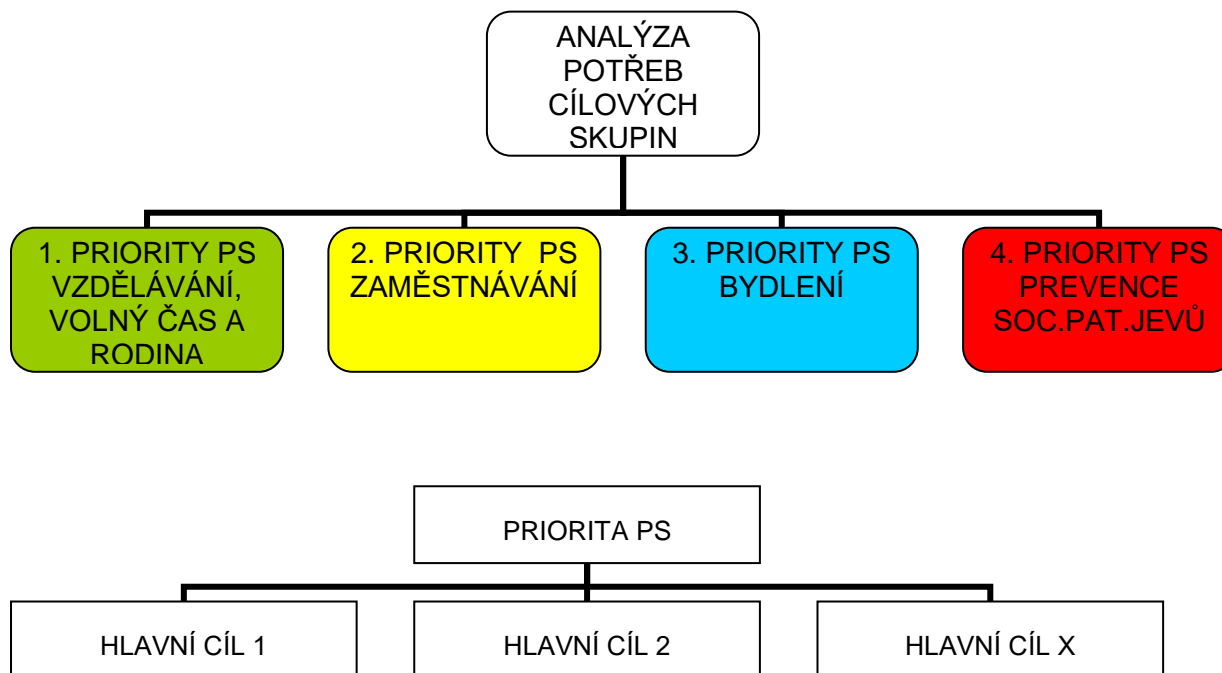 ANALÝZA
POTŘEB
CÍLOVÝCH
SKUPIN
1. PRIORITY PS
VZDĚLÁVÁNÍ,
VOLNÝ ČAS A
RODINA
2. PRIORITY PS
ZAMĚSTNÁVÁNÍ
3. PRIORITY PS
BYDLENÍ
4. PRIORITY PS
PREVENCE
SOC.PAT.JEVŮ
PRIORITA PS
HLAVNÍ CÍL 1
HLAVNÍ CÍL 2
HLAVNÍ CÍL X